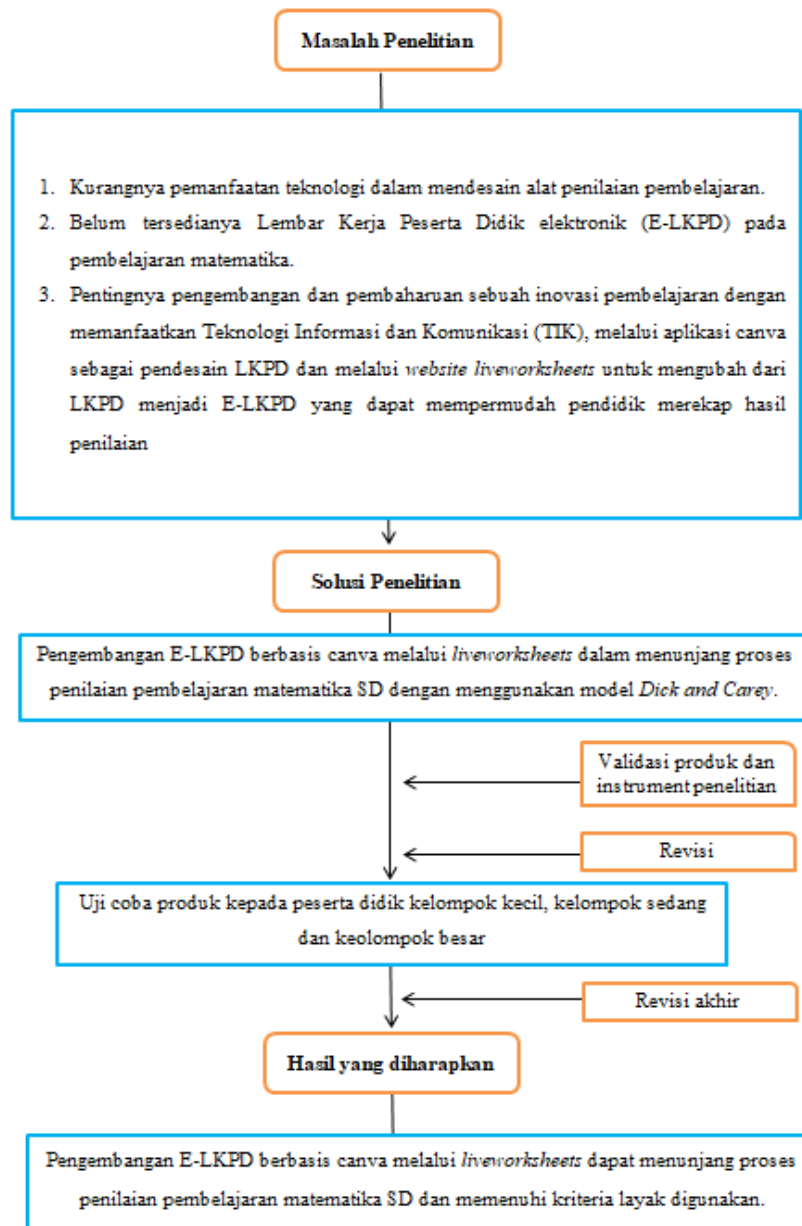 Masalah Penelitian
1. Kurangnya pemanfaatan teknologi dalam mendesain alat penilaian pembelajaran.
2. Belum tersedianya Lembar Kerja Peserta Didik elektronik (E-LKPD) pada
pembelajaran matematika.
3. Pentingnya pengembangan dan pembaharuan sebuah inovasi pembelajaran dengan
memanfaatkan Teknologi Informasi dan Komunikasi (TIK), melalui aplikasi canva
sebagai pendesain LKPD dan melalui website liveworksheets untuk mengubah dari
LKPD menjadi E-LKPD yang dapat mempermudah pendidik merekap hasil
penilaian
Solusi Penelitian
Pengembangan E-LKPD berbasis canva melalui liveworksheets dalam menunjang proses
penilaian pembelajaran matematika SD dengan menggunakan model Dick and Carey.
Validasi produk dan
instrument penelitian
Revisi
Uji coba produk kepada peserta didik kelompok kecil, kelompok sedang
dan keolompok besar
Revisi akhir
Hasil yang diharapkan
Pengembangan E-LKPD berbasis canva melalui liveworksheets dapat menunjang proses
penilaian pembelajaran matematika SD dan memenuhi kriteria layak digunakan.